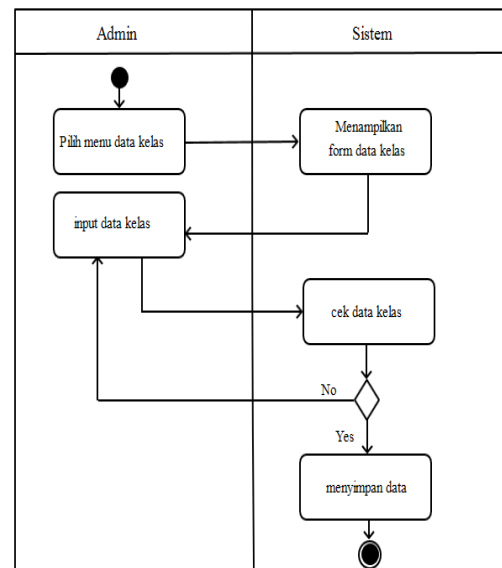 Admin
Sistem
Pilih menu data kelas
Menampilkan
form data kelas
input data kelas
cek data kelas
No
Yes
menyimpan data